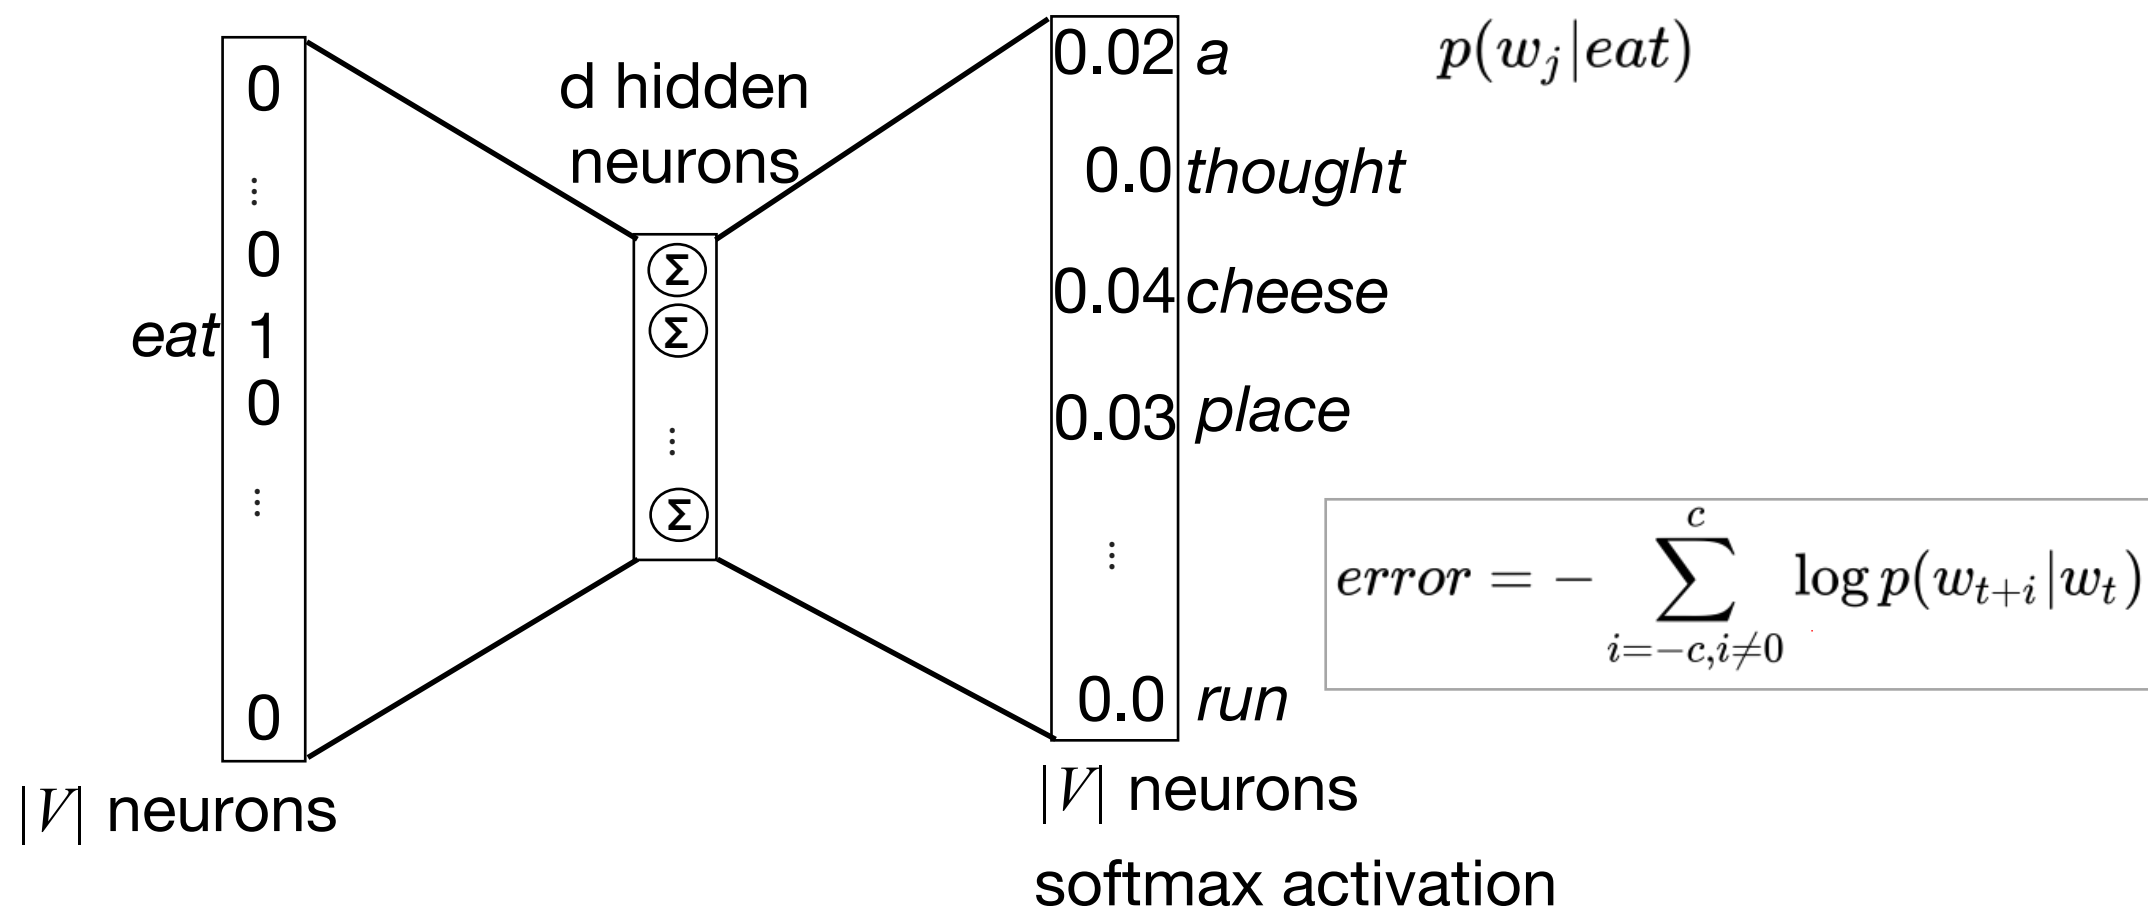 0
⋮
0
eat 1
0
⋮
0
|V| neurons
d hidden
neurons
Σ
Σ
⋮
Σ
0.02 a
0.0 thought
0.04 cheese
0.03 place
⋮
0.0 run
|V| neurons
softmax activation
p(w_j|eat)
error = − \sum_{i=-c,i≠0}^{c} log p(w_{t+i}|w_t)